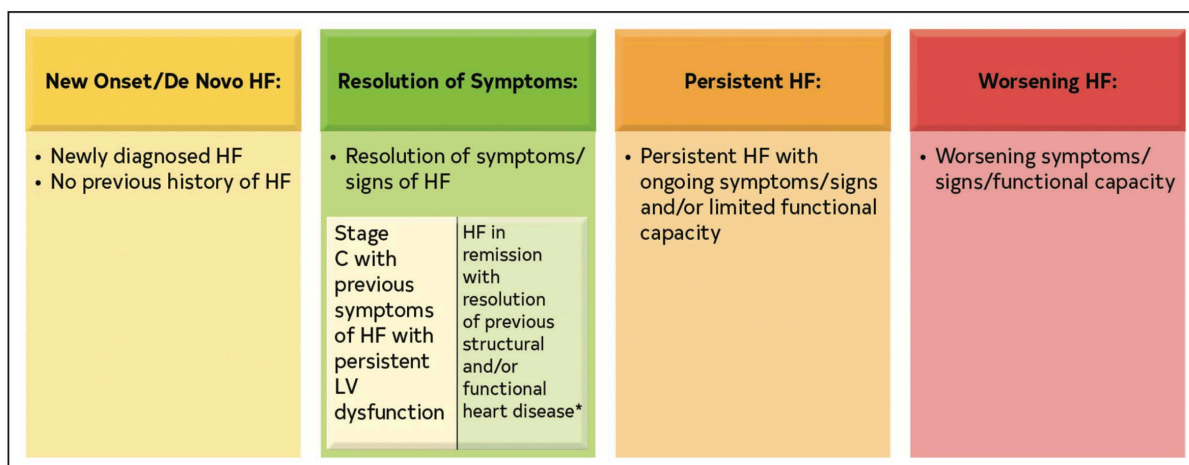 New Onset/De Novo HF:
• Newly diagnosed HF
• No previous history of HF
Resolution of Symptoms:
• Resolution of symptoms/
signs of HF
Stage
C with
previous
symptoms
of HF with
persistent
LV
dysfunction
HF in
remission
with
resolution
of previous
structural
and/or
functional
heart disease*
Persistent HF:
• Persistent HF with
ongoing symptoms/signs
and/or limited functional
capacity
Worsening HF:
• Worsening symptoms/
signs/functional capacity